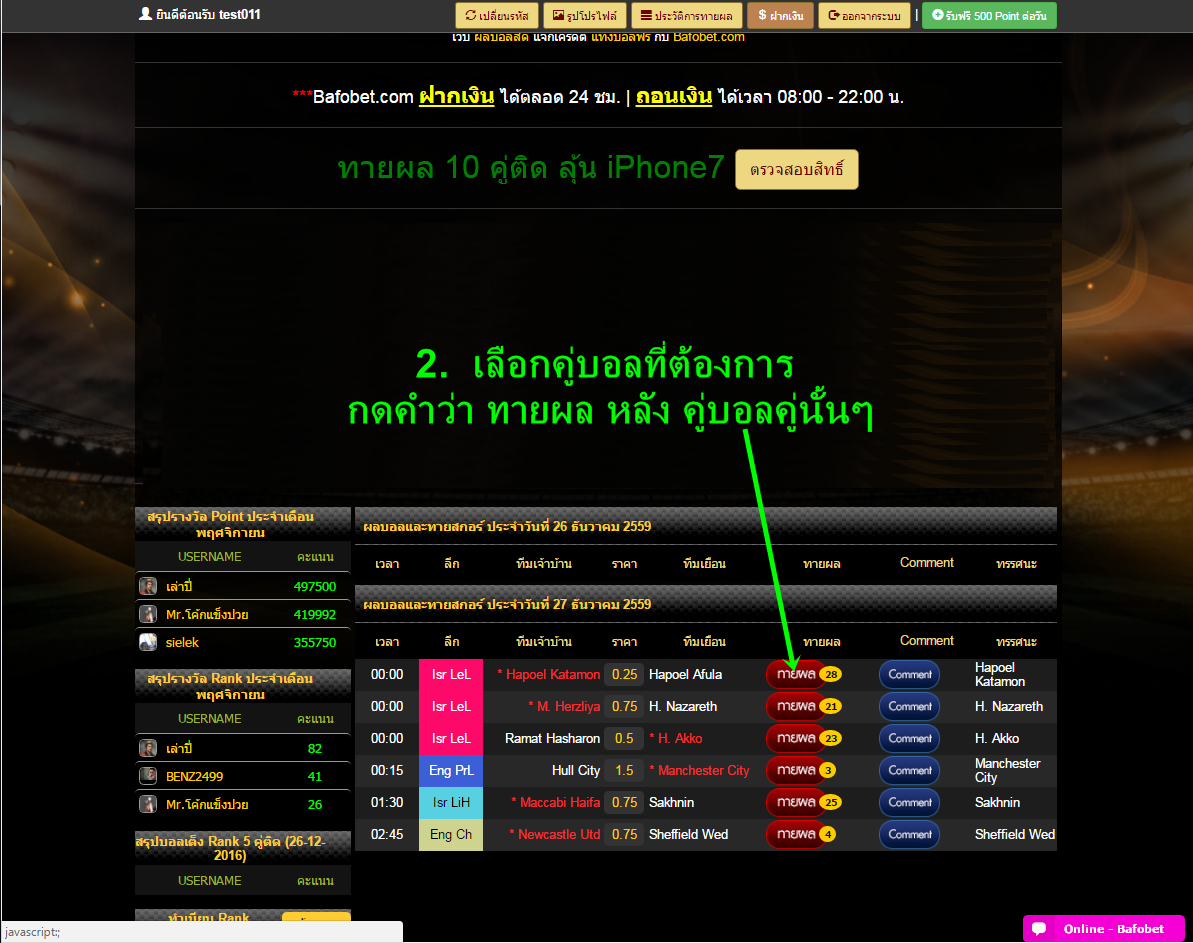 ยินดีต้อนรับ test011
เปลี่ยนรหัส รูปโปรไฟล์ ประวัติการทายผล $ ฝากเงิน ออกจากระบบ | รับฟรี 500 Point ต่อวัน
เว็บ ผลบอลสด แจกเครดิต แทงบอลฟรี กับ Bafobet.com
***Bafobet.com ฝากเงิน ได้ตลอด 24 ชม. | ถอนเงิน ได้เวลา 08:00 - 22:00 น.
ทายผล 10 คู่ติด ลุ้น iPhone7 ตรวจสอบสิทธิ์
2. เลือกคู่บอลที่ต้องการ
กดคำว่า ทายผล หลัง คู่บอลคู่นั้นๆ
สรุปรางวัล Point ประจำเดือน
พฤศจิกายน
USERNAME คะแนน
เล่าปี่ 497500
Mr.โค้กแข็งปวย 419992
sielek 355750
สรุปรางวัล Rank ประจำเดือน
พฤศจิกายน
USERNAME คะแนน
เล่าปี่ 82
BENZ2499 41
Mr.โค้กแข็งปวย 26
สรุปบอลเต็ง Rank 5 คู่ติด (26-12-
2016)
USERNAME คะแนน
ทำเนียบ Rank
ผลบอลและทายสกอร์ ประจำวันที่ 26 ธันวาคม 2559
เวลา ลีก ทีมเจ้าบ้าน ราคา ทีมเยือน ทายผล Comment ทรรศนะ
ผลบอลและทายสกอร์ ประจำวันที่ 27 ธันวาคม 2559
เวลา ลีก ทีมเจ้าบ้าน ราคา ทีมเยือน ทายผล Comment ทรรศนะ
00:00 Isr LeL * Hapoel Katamon 0.25 Hapoel Afula ทายผล 28 Comment Hapoel
Katamon
00:00 Isr LeL * M. Herzliya 0.75 H. Nazareth ทายผล 21 Comment H. Nazareth
00:00 Isr LeL Ramat Hasharon 0.5 * H. Akko ทายผล 23 Comment H. Akko
00:15 Eng PrL Hull City 1.5 * Manchester City ทายผล 3 Comment Manchester
City
01:30 Isr LiH * Maccabi Haifa 0.75 Sakhnin ทายผล 25 Comment Sakhnin
02:45 Eng Ch * Newcastle Utd 0.75 Sheffield Wed ทายผล 4 Comment Sheffield Wed
javascript:;
Online - Bafobet